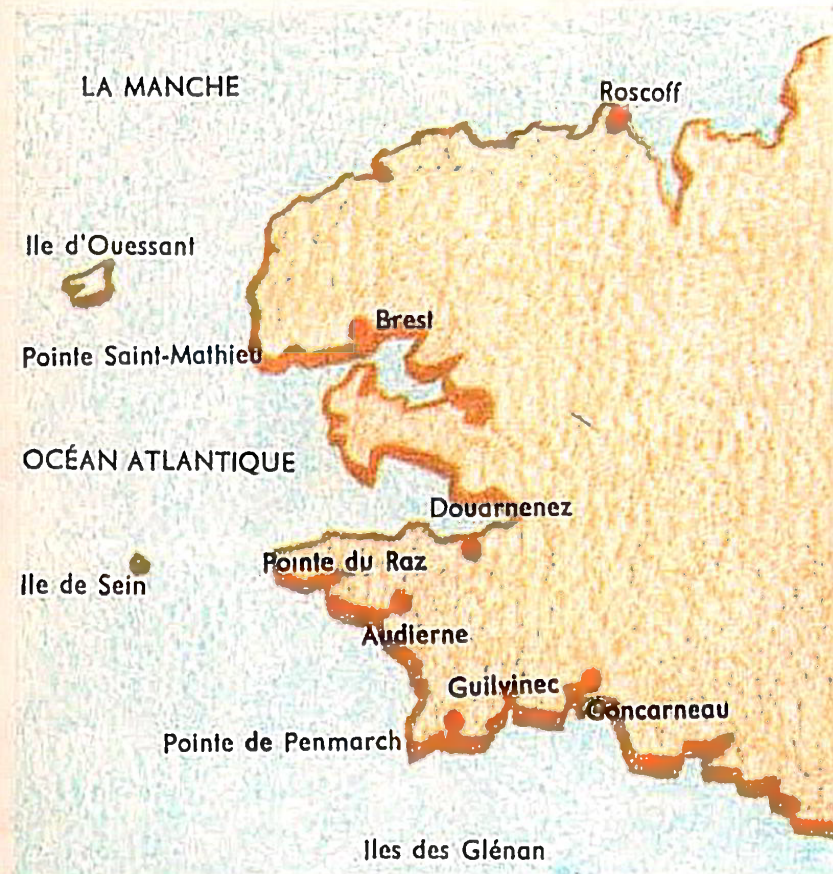 LA MANCHE
Roscoff
Ile d'Ouessant
Brest
Pointe Saint-Mathieu
OCÉAN ATLANTIQUE
Douarnenez
Pointe du Raz
Ile de Sein
Audierne
Guilvinec
Concarneau
Pointe de Penmarch
Iles des Glénan